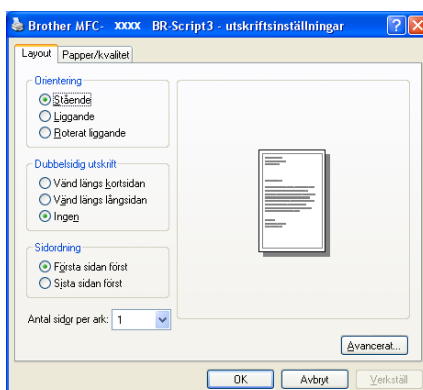 Brother MFC- xxxx BR-Script3 - utskriftsinställningar
Layout Papper/kvalitet
Orientering
Stående
Liggande
Roterat liggande
Dubbelsidig utskrift
Vänd längs kortsidan
Vänd längs långsidan
Ingen
Sidordning
Första sidan först
Sista sidan först
Antal sidor per ark: 1
Avancerat...
OK Avbryt Verkställ